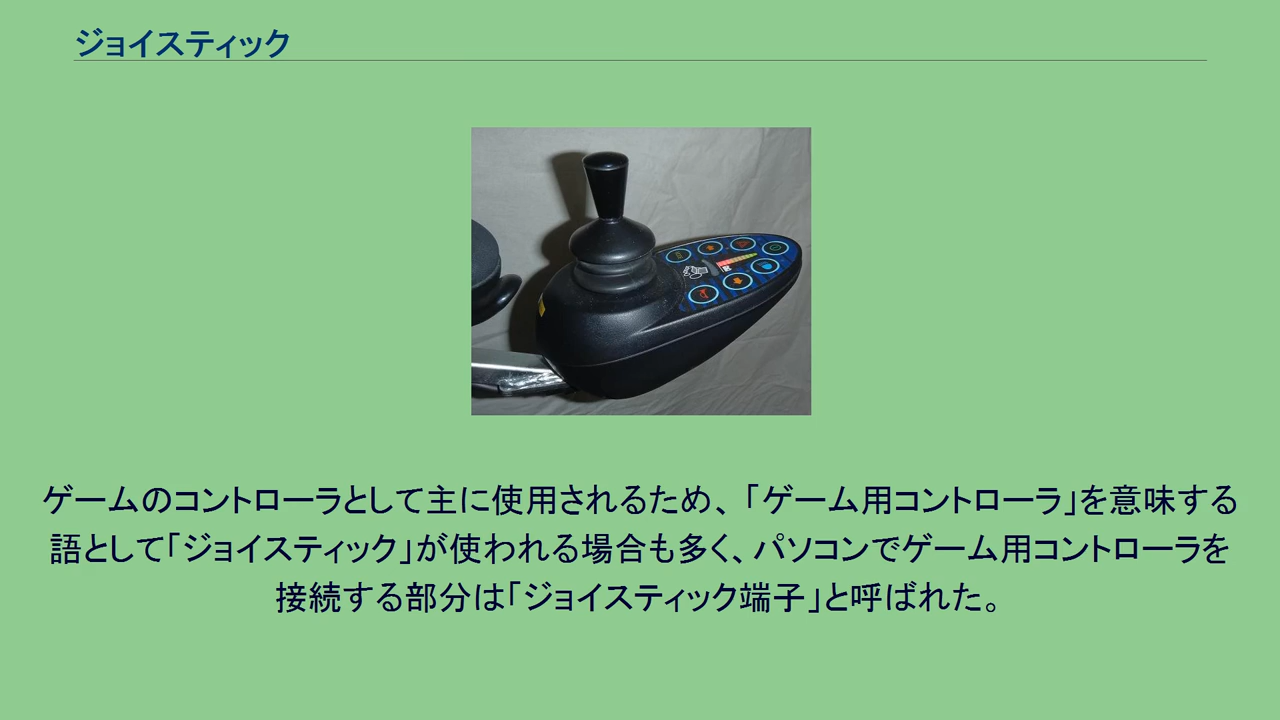 ジョイスティック
ゲームのコントローラとして主に使用されるため、「ゲーム用コントローラ」を意味する
語として「ジョイスティック」が使われる場合も多く、パソコンでゲーム用コントローラを
接続する部分は「ジョイスティック端子」と呼ばれた。